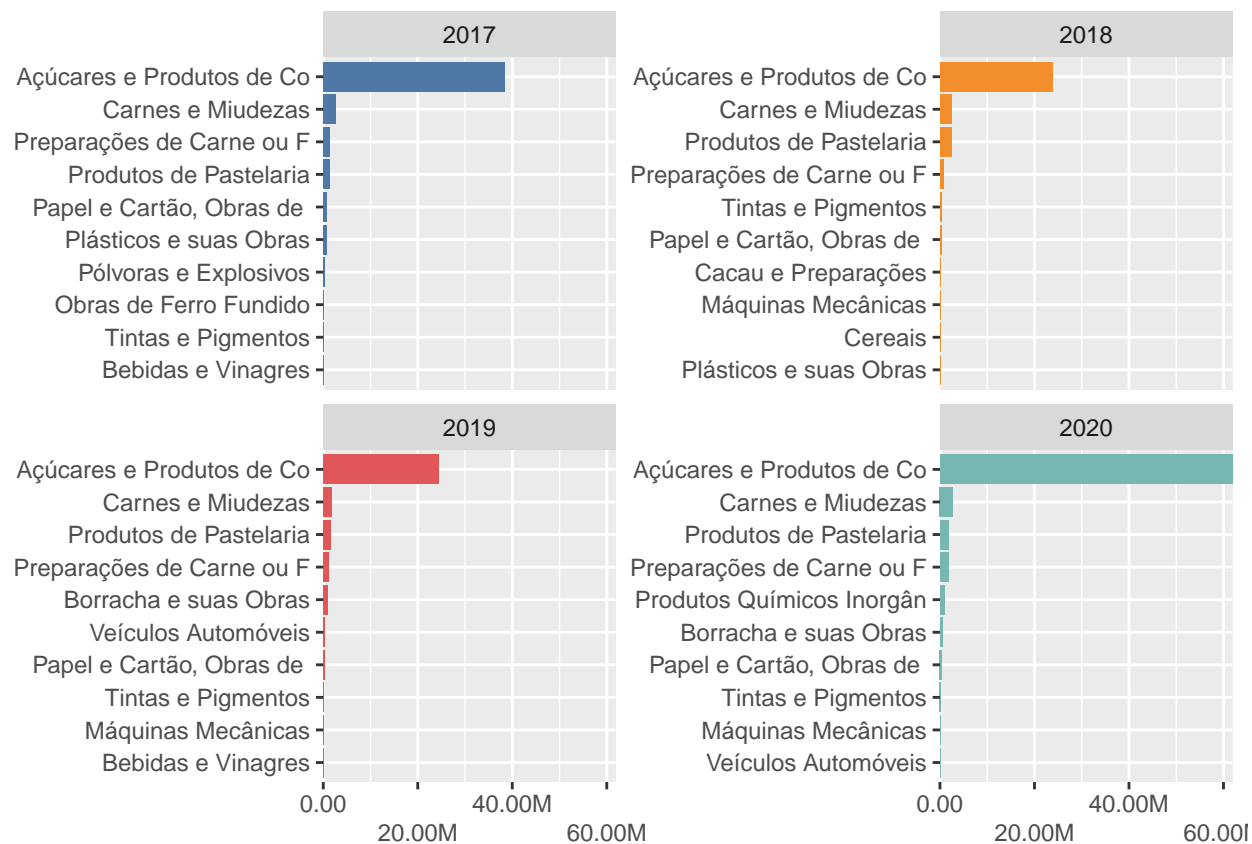 2017
Açúcares e Produtos de Co
Carnes e Miudezas
Preparações de Carne ou F
Produtos de Pastelaria
Papel e Cartão, Obras de
Plásticos e suas Obras
Pólvoras e Explosivos
Obras de Ferro Fundido
Tintas e Pigmentos
Bebidas e Vinagres
2018
Açúcares e Produtos de Co
Carnes e Miudezas
Produtos de Pastelaria
Preparações de Carne ou F
Tintas e Pigmentos
Papel e Cartão, Obras de
Cacau e Preparações
Máquinas Mecânicas
Cereais
Plásticos e suas Obras
2019
Açúcares e Produtos de Co
Carnes e Miudezas
Produtos de Pastelaria
Preparações de Carne ou F
Borracha e suas Obras
Veículos Automóveis
Papel e Cartão, Obras de
Tintas e Pigmentos
Máquinas Mecânicas
Bebidas e Vinagres
0.00 40.00M
20.00M 60.00M
2020
Açúcares e Produtos de Co
Carnes e Miudezas
Produtos de Pastelaria
Preparações de Carne ou F
Produtos Químicos Inorgân
Borracha e suas Obras
Papel e Cartão, Obras de
Tintas e Pigmentos
Máquinas Mecânicas
Veículos Automóveis
0.00 40.00M
20.00M 60.00M